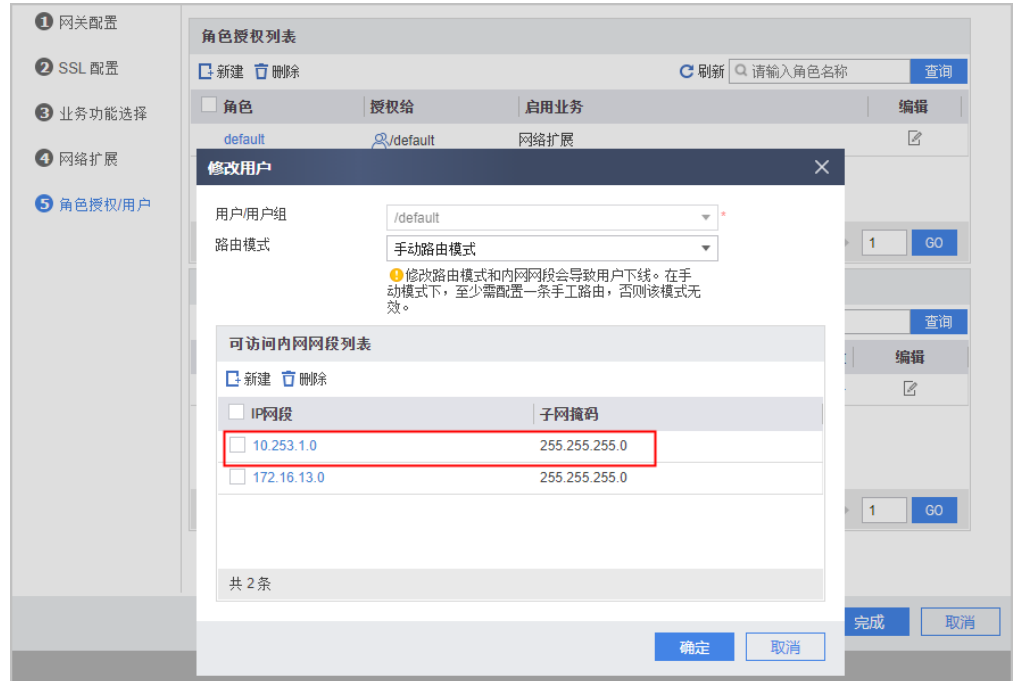 1 网关配置
2 SSL 配置
3 业务功能选择
4 网络扩展
5 角色授权/用户
角色授权列表
新建 删除 刷新 请输入角色名称 查询
角色 授权给 启用业务 编辑
default /default 网络扩展
1 GO
查询
编辑
1 GO
完成 取消
修改用户
用户/用户组 /default *
路由模式 手动路由模式
修改路由模式和内网网段会导致用户下线。在手
动模式下，至少需配置一条手工路由，否则该模式无
效。
可访问内网网段列表
新建 删除
IP网段 子网掩码
10.253.1.0 255.255.255.0
172.16.13.0 255.255.255.0
共 2 条
确定 取消